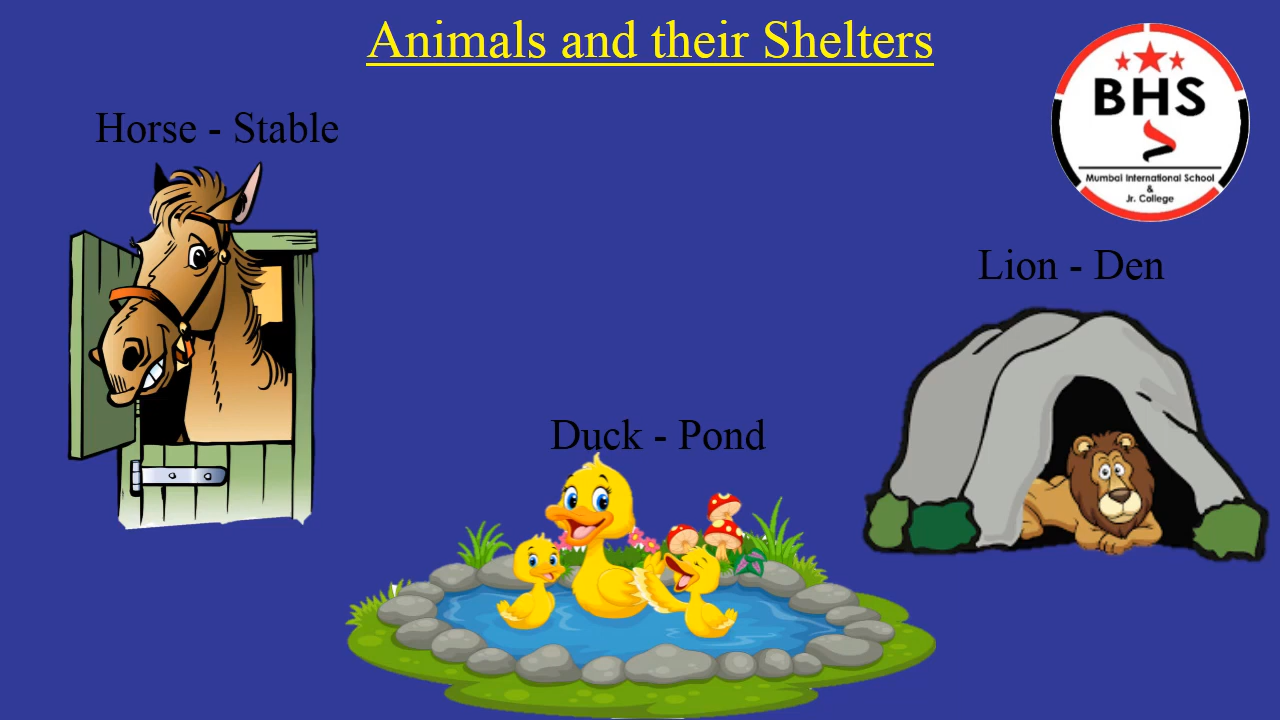 Animals and their Shelters
BHS
Mumbai International School
&
Jr. College
Horse - Stable
Lion - Den
Duck - Pond